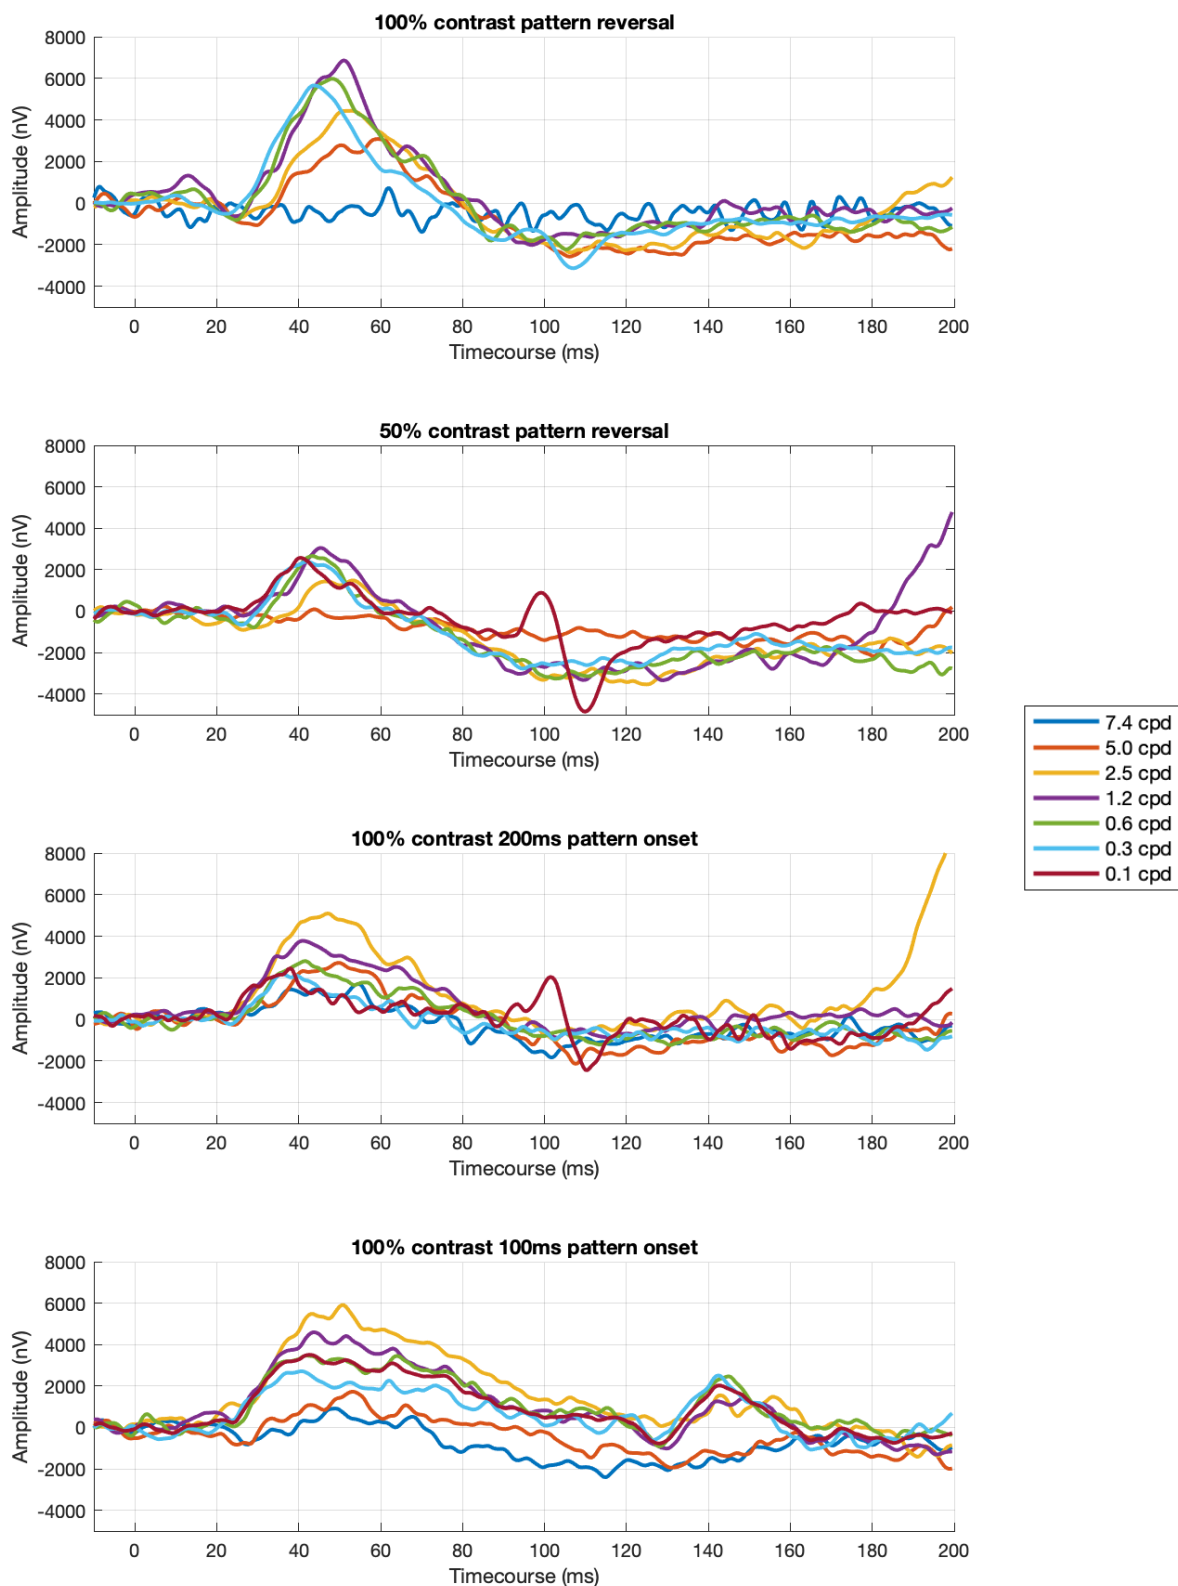 100% contrast pattern reversal
8000
6000
4000
2000
0
-2000
-4000
Amplitude (nV)
0 20 40 60 80 100 120 140 160 180 200
Timecourse (ms)
50% contrast pattern reversal
8000
6000
4000
2000
0
-2000
-4000
Amplitude (nV)
0 20 40 60 80 100 120 140 160 180 200
Timecourse (ms)
7.4 cpd
5.0 cpd
2.5 cpd
1.2 cpd
0.6 cpd
0.3 cpd
0.1 cpd
100% contrast 200ms pattern onset
8000
6000
4000
2000
0
-2000
-4000
Amplitude (nV)
0 20 40 60 80 100 120 140 160 180 200
Timecourse (ms)
100% contrast 100ms pattern onset
8000
6000
4000
2000
0
-2000
-4000
Amplitude (nV)
0 20 40 60 80 100 120 140 160 180 200
Timecourse (ms)